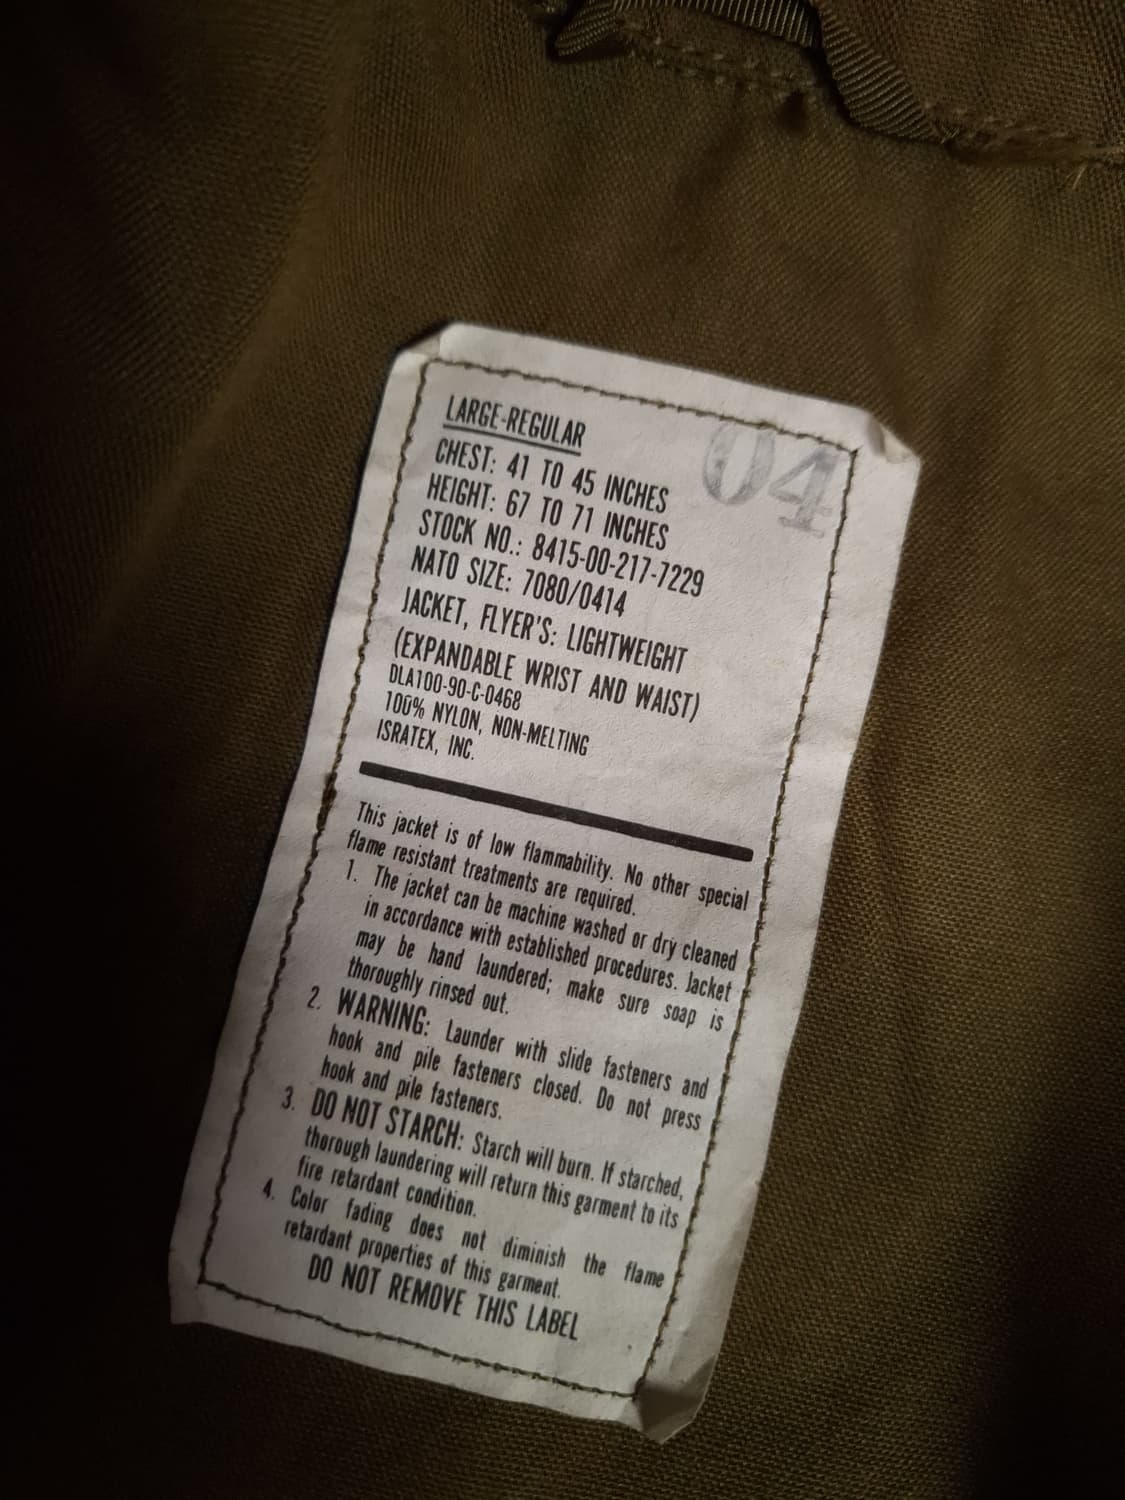 LARGE-REGULAR
04
CHEST: 41 TO 45 INCHES
HEIGHT: 67 TO 71 INCHES
STOCK NO.: 8415-00-217-7229
NATO SIZE: 7080/0414
JACKET, FLYER'S: LIGHTWEIGHT
(EXPANDABLE WRIST AND WAIST)
DLA100-90-C-0468
100% NYLON, NON-MELTING
ISRATEX, INC.
This jacket is of low flammability. No other special
flame resistant treatments are required.
1. The jacket can be machine washed or dry cleaned
in accordance with established procedures. Jacket
may be hand laundered; make sure soap is
thoroughly rinsed out.
2. WARNING: Launder with slide fasteners and
hook and pile fasteners closed. Do not press
hook and pile fasteners.
3. DO NOT STARCH: Starch will burn. If starched,
thorough laundering will return this garment to its
fire retardant condition.
4. Color fading does not diminish the flame
retardant properties of this garment.
DO NOT REMOVE THIS LABEL